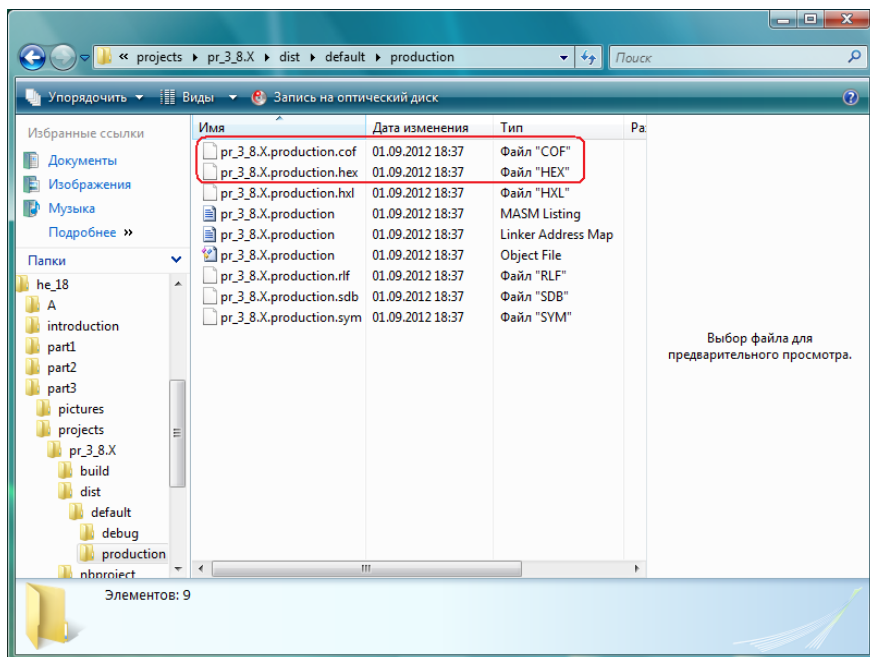 « projects ▸ pr_3_8.X ▸ dist ▸ default ▸ production
Поиск
Упорядочить Виды Запись на оптический диск
Избранные ссылки
Документы
Изображения
Музыка
Подробнее »
Папки
he_18
A
introduction
part1
part2
part3
pictures
projects
pr_3_8.X
build
dist
default
debug
production
nbproject
Имя Дата изменения Тип Ра
pr_3_8.X.production.cof 01.09.2012 18:37 Файл "COF"
pr_3_8.X.production.hex 01.09.2012 18:37 Файл "HEX"
pr_3_8.X.production.hxl 01.09.2012 18:37 Файл "HXL"
pr_3_8.X.production 01.09.2012 18:37 MASM Listing
pr_3_8.X.production 01.09.2012 18:37 Linker Address Map
pr_3_8.X.production 01.09.2012 18:37 Object File
pr_3_8.X.production.rlf 01.09.2012 18:37 Файл "RLF"
pr_3_8.X.production.sdb 01.09.2012 18:37 Файл "SDB"
pr_3_8.X.production.sym 01.09.2012 18:37 Файл "SYM"
Выбор файла для
предварительного просмотра.
Элементов: 9